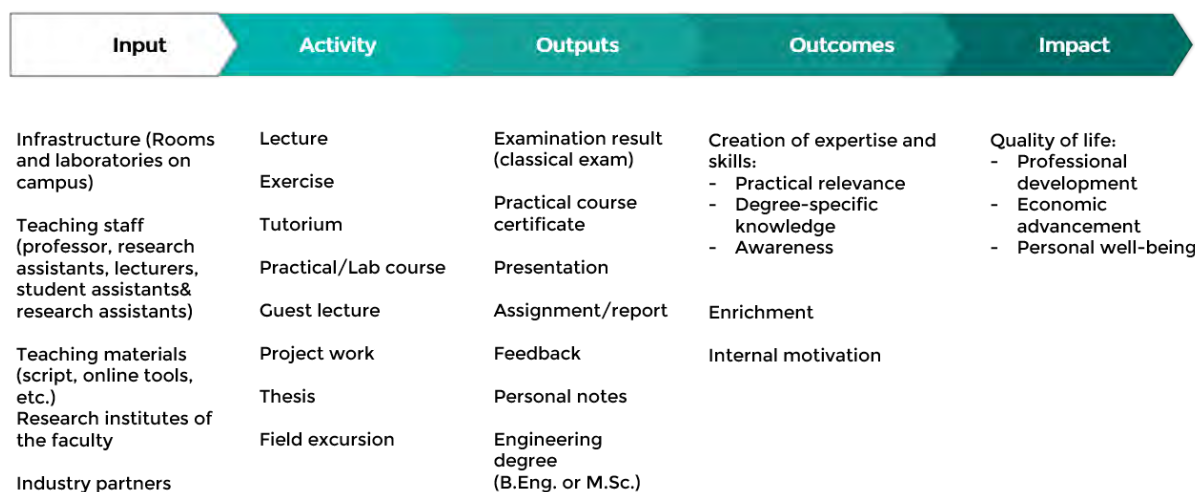 Input
Activity
Outputs
Outcomes
Impact
Infrastructure (Rooms
and laboratories on
campus)
Teaching staff
(professor, research
assistants, lecturers,
student assistants&
research assistants)
Teaching materials
(script, online tools,
etc.)
Research institutes of
the faculty
Industry partners
Lecture
Exercise
Tutorium
Practical/Lab course
Guest lecture
Project work
Thesis
Field excursion
Examination result
(classical exam)
Practical course
certificate
Presentation
Assignment/report
Feedback
Personal notes
Engineering
degree
(B.Eng. or M.Sc.)
Creation of expertise and
skills:
- Practical relevance
- Degree-specific
knowledge
- Awareness
Enrichment
Internal motivation
Quality of life:
- Professional
development
- Economic
advancement
- Personal well-being